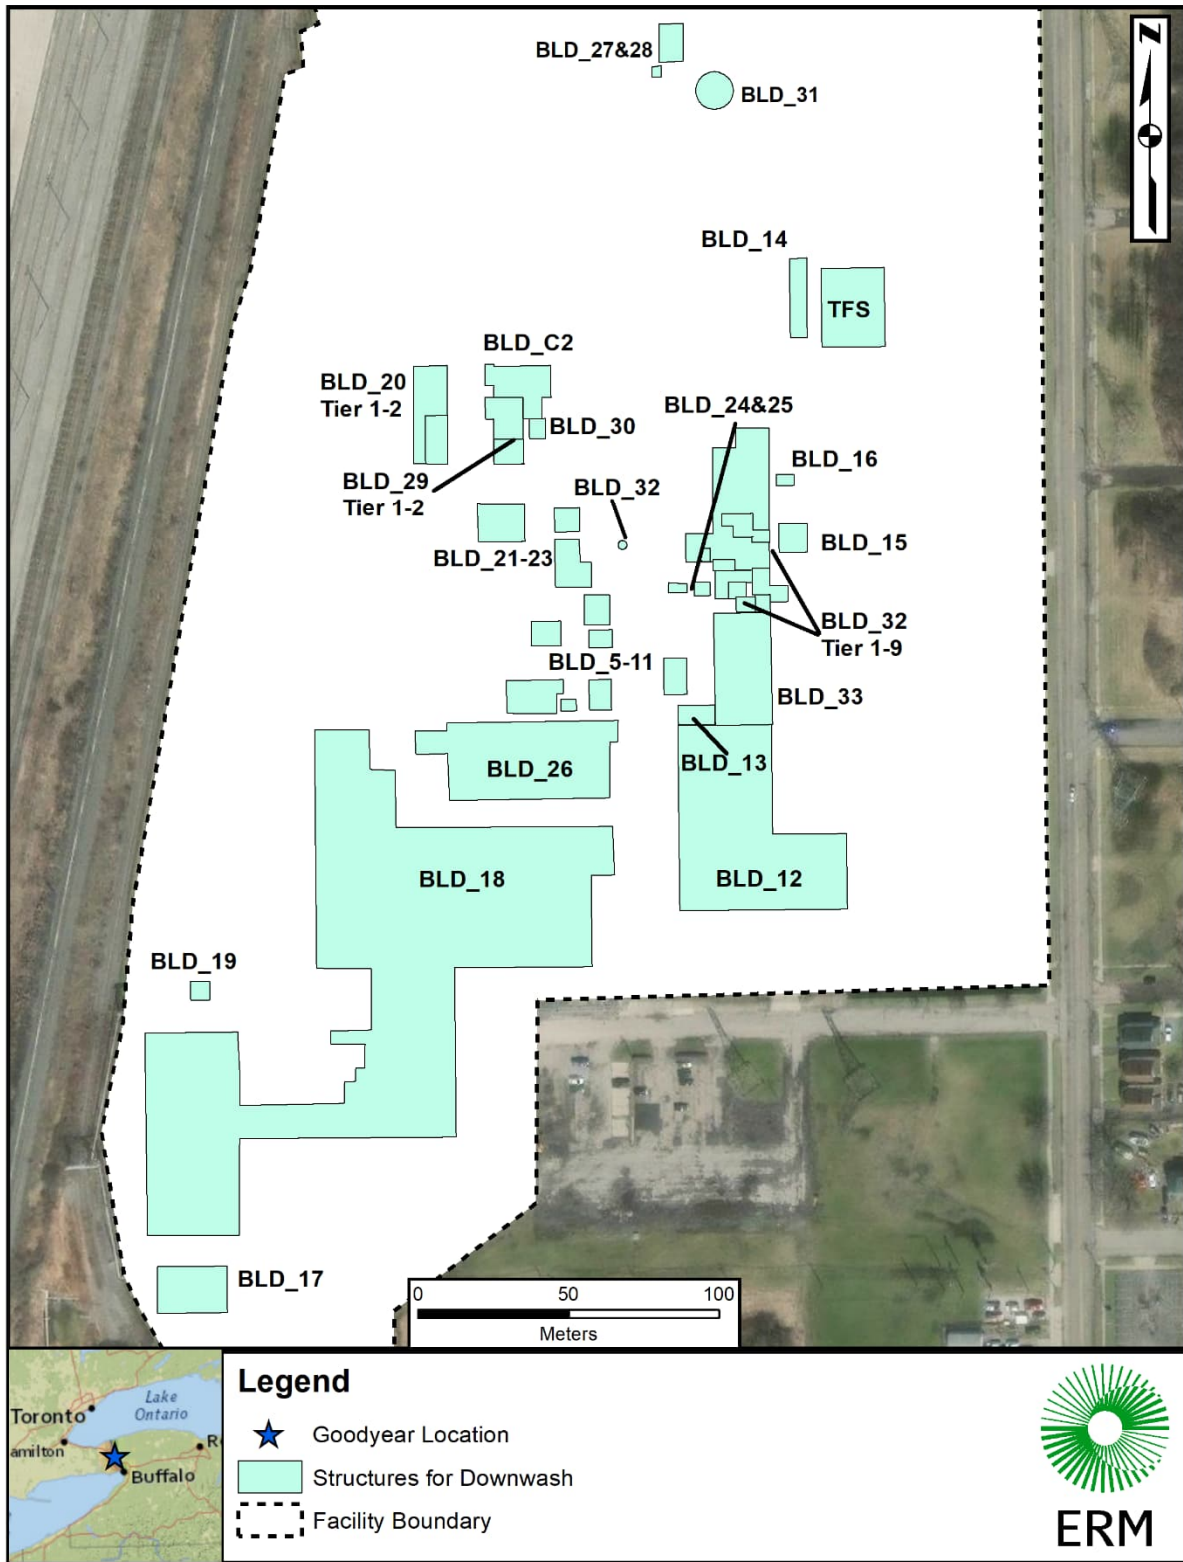 BLD_27&28
BLD_31
BLD_14
TFS
BLD_C2
BLD_20
Tier 1-2
BLD_24&25
BLD_30
BLD_16
BLD_29
Tier 1-2
BLD_32
BLD_15
BLD_21-23
BLD_32
Tier 1-9
BLD_5-11
BLD_33
BLD_13
BLD_26
BLD_18
BLD_12
BLD_19
BLD_17
0 50 100
Meters
N
Legend
Goodyear Location
Structures for Downwash
Facility Boundary
Lake
Ontario
Toronto
amilton
R
Buffalo
ERM